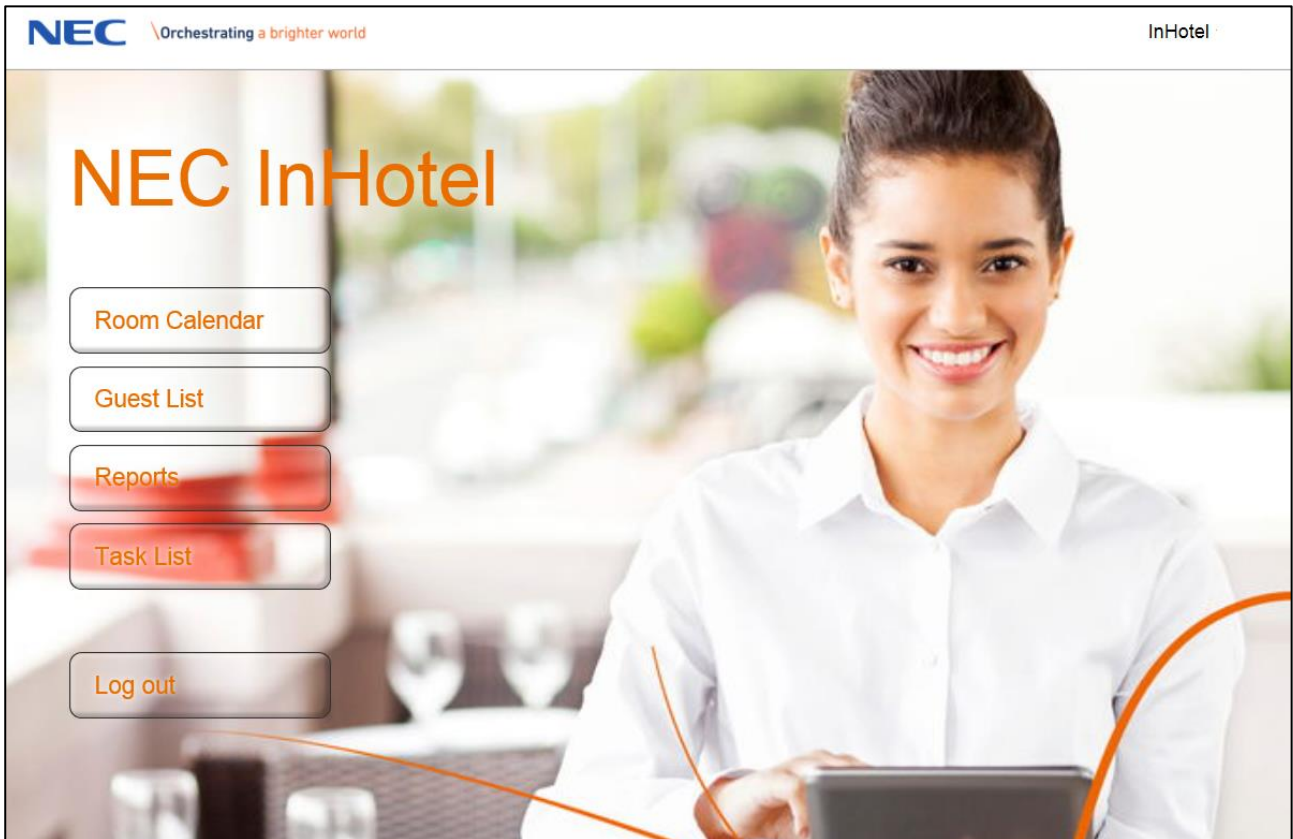 NEC \Orchestrating a brighter world
InHotel
NEC InHotel
Room Calendar
Guest List
Reports
Task List
Log out